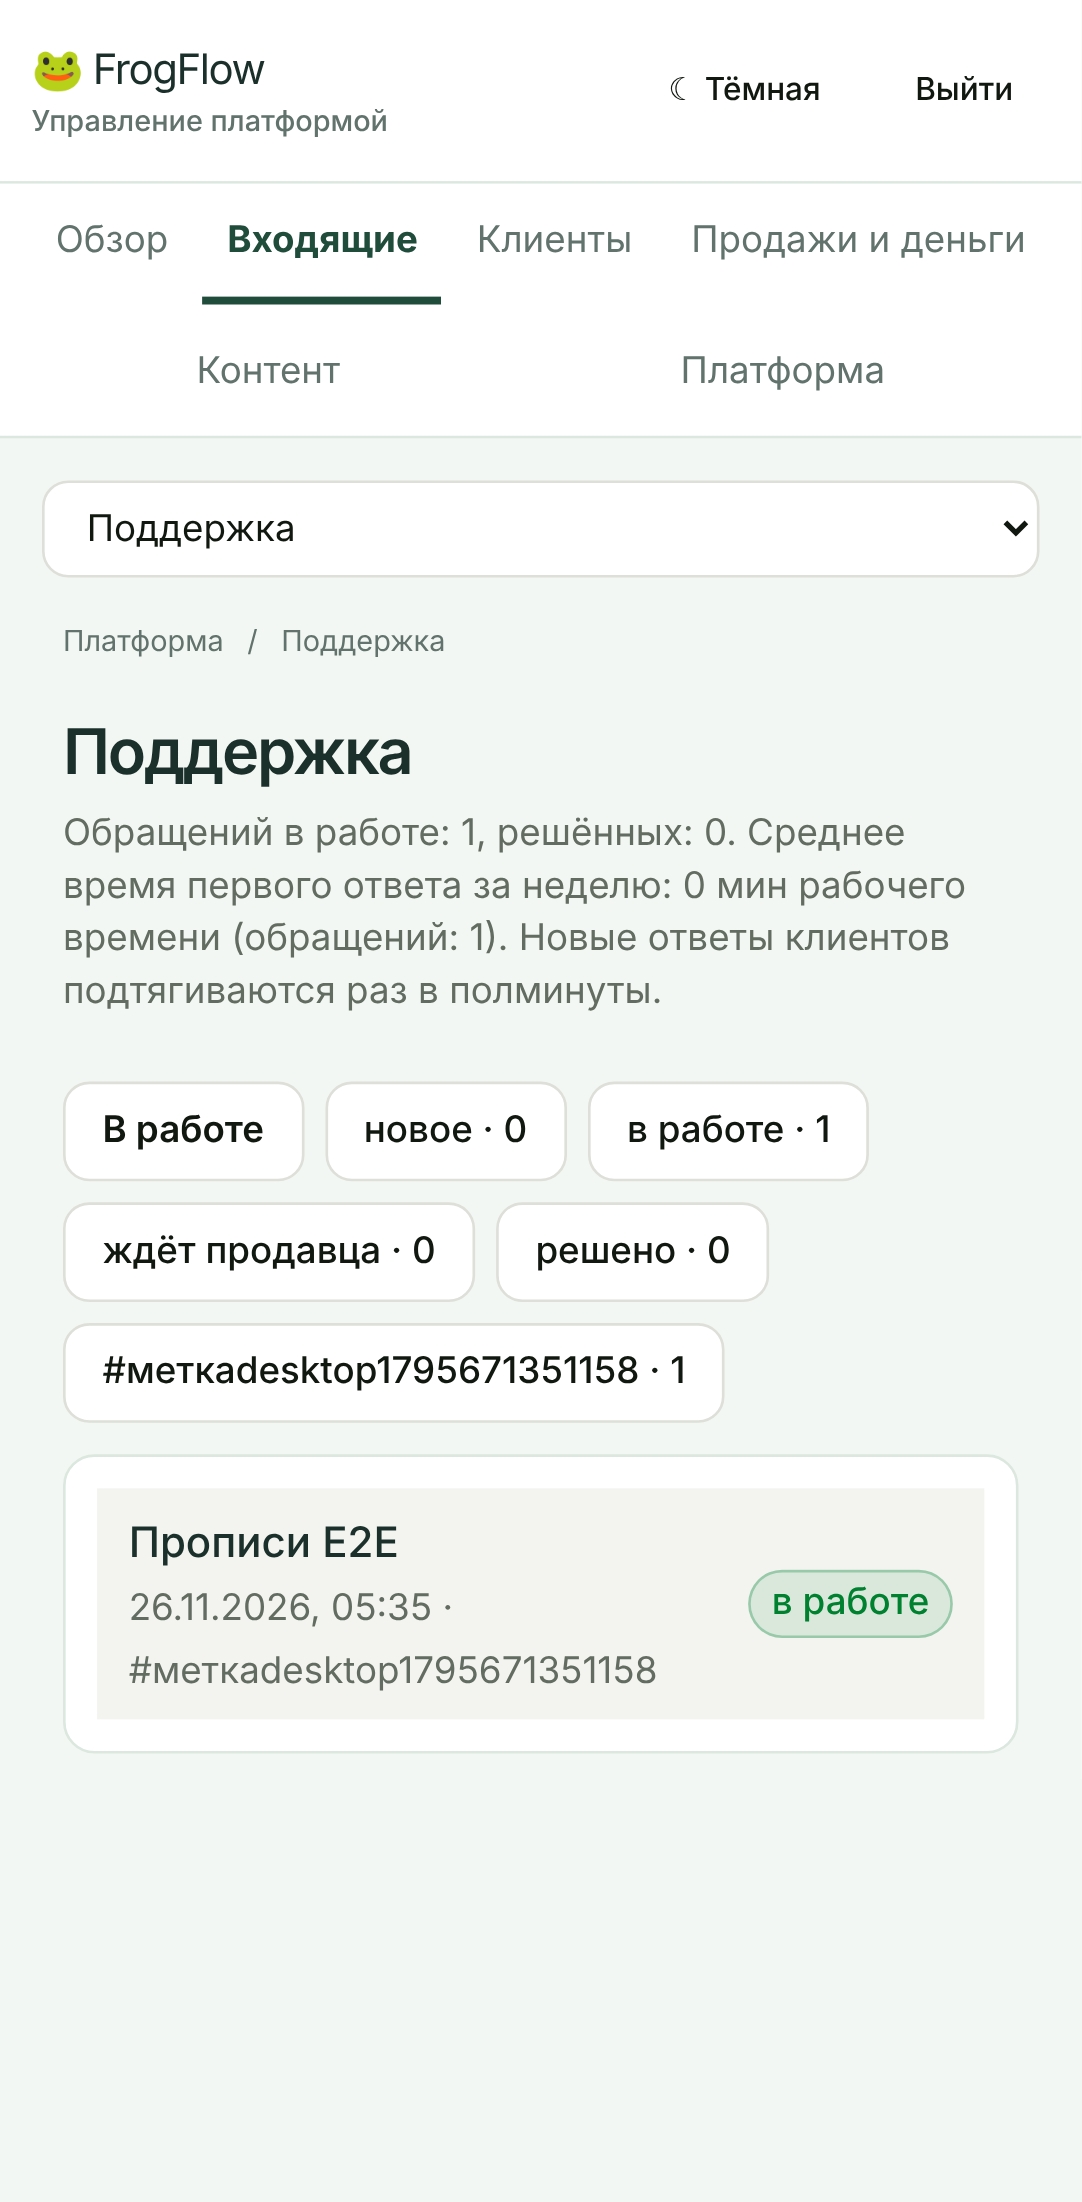 🐸 FrogFlow
Управление платформой
☾ Тёмная
Выйти
Обзор Входящие Клиенты Продажи и деньги
Контент Платформа
Поддержка
Платформа / Поддержка
Поддержка
Обращений в работе: 1, решённых: 0. Среднее
время первого ответа за неделю: 0 мин рабочего
времени (обращений: 1). Новые ответы клиентов
подтягиваются раз в полминуты.
В работе новое · 0 в работе · 1
ждёт продавца · 0 решено · 0
#меткаdesktop1795671351158 · 1
Прописи E2E
26.11.2026, 05:35 ·
#меткаdesktop1795671351158
в работе